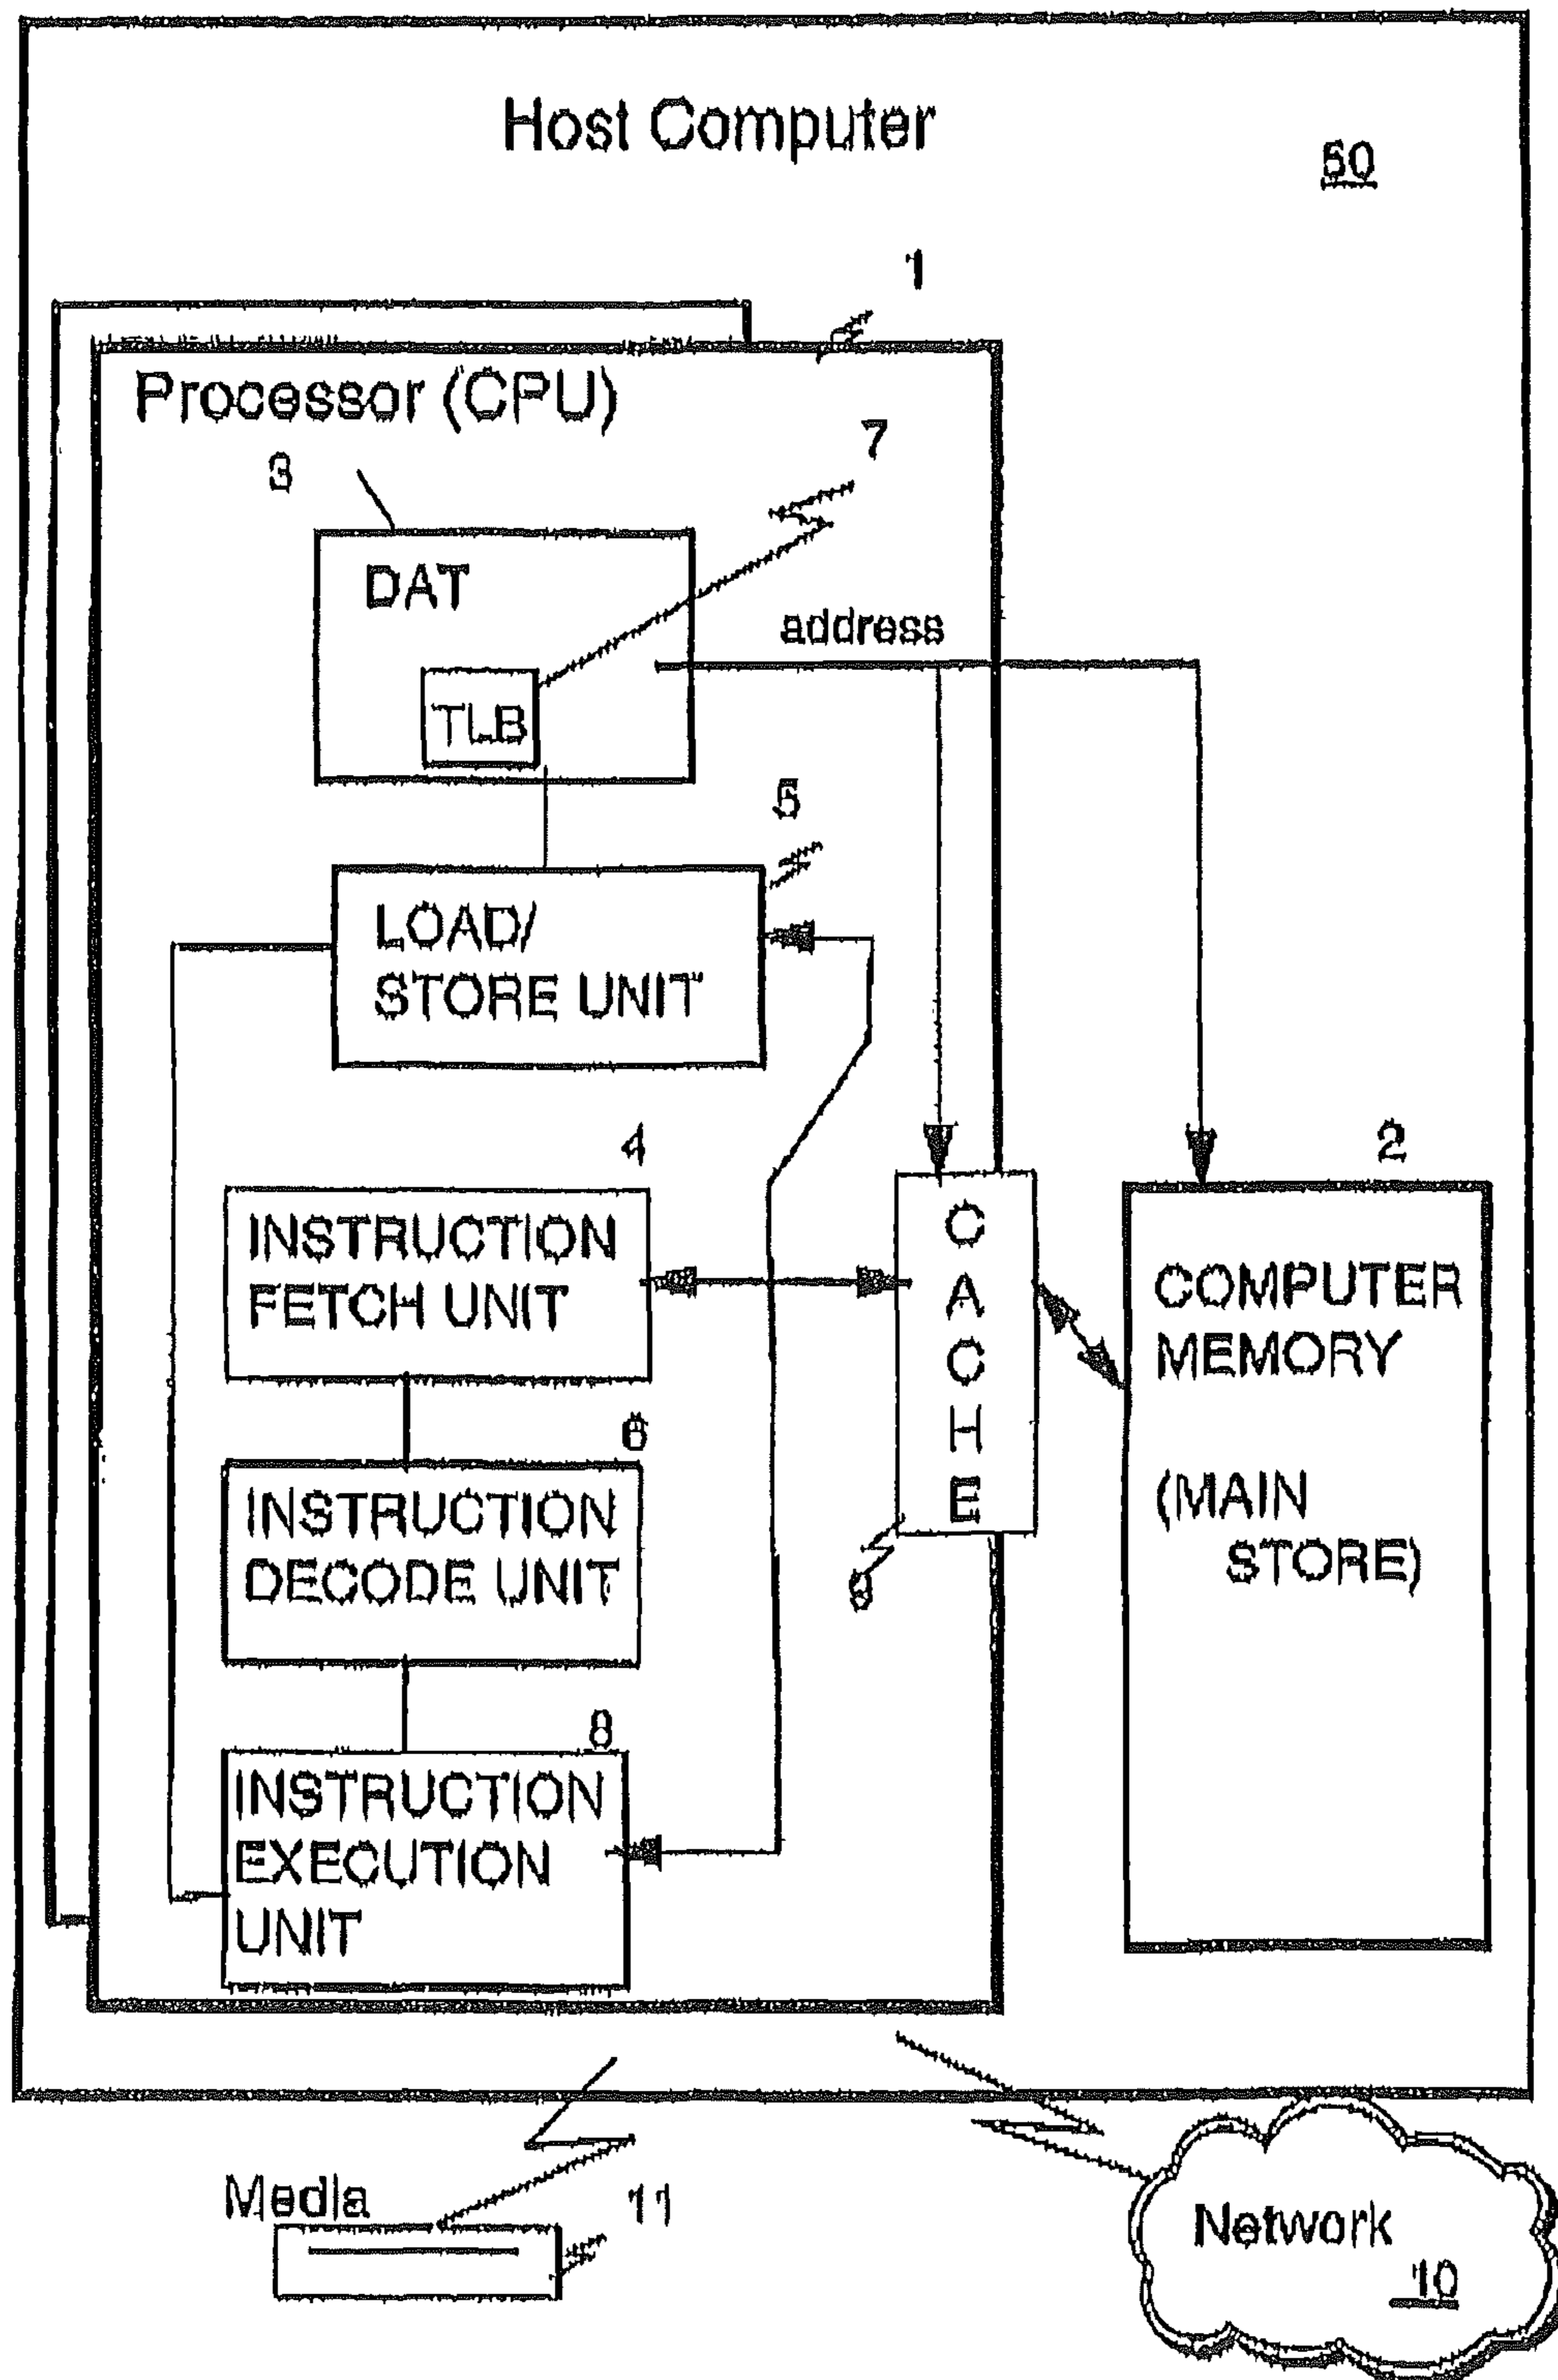 Host Computer
50
1
Processor (CPU)
3
7
DAT
address
TLB
5
LOAD/
STORE UNIT
4
2
INSTRUCTION
FETCH UNIT
CACHE
COMPUTER
MEMORY
(MAIN
STORE)
6
INSTRUCTION
DECODE UNIT
9
8
INSTRUCTION
EXECUTION
UNIT
Media
11
Network
10